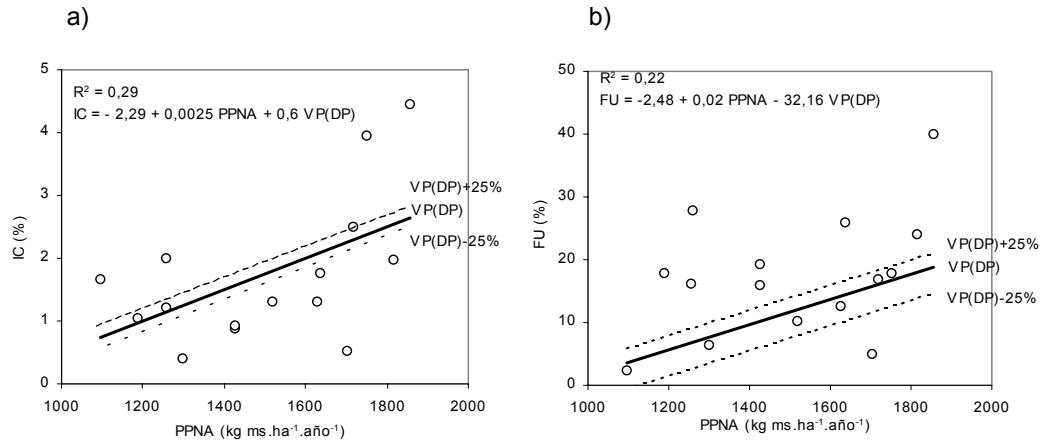 a)
R² = 0,29
IC = - 2,29 + 0,0025 PPNA + 0,6 VP(DP)
5
4
3
2
1
0
IC (%)
VP(DP)+25%
VP(DP)
VP(DP)-25%
1000 1200 1400 1600 1800 2000
PPNA (kg ms.ha⁻¹.año⁻¹)
b)
R² = 0,22
FU = -2,48 + 0,02 PPNA - 32,16 VP(DP)
50
40
30
20
10
0
FU (%)
VP(DP)+25%
VP(DP)
VP(DP)-25%
1000 1200 1400 1600 1800 2000
PPNA (kg ms.ha⁻¹.año⁻¹)